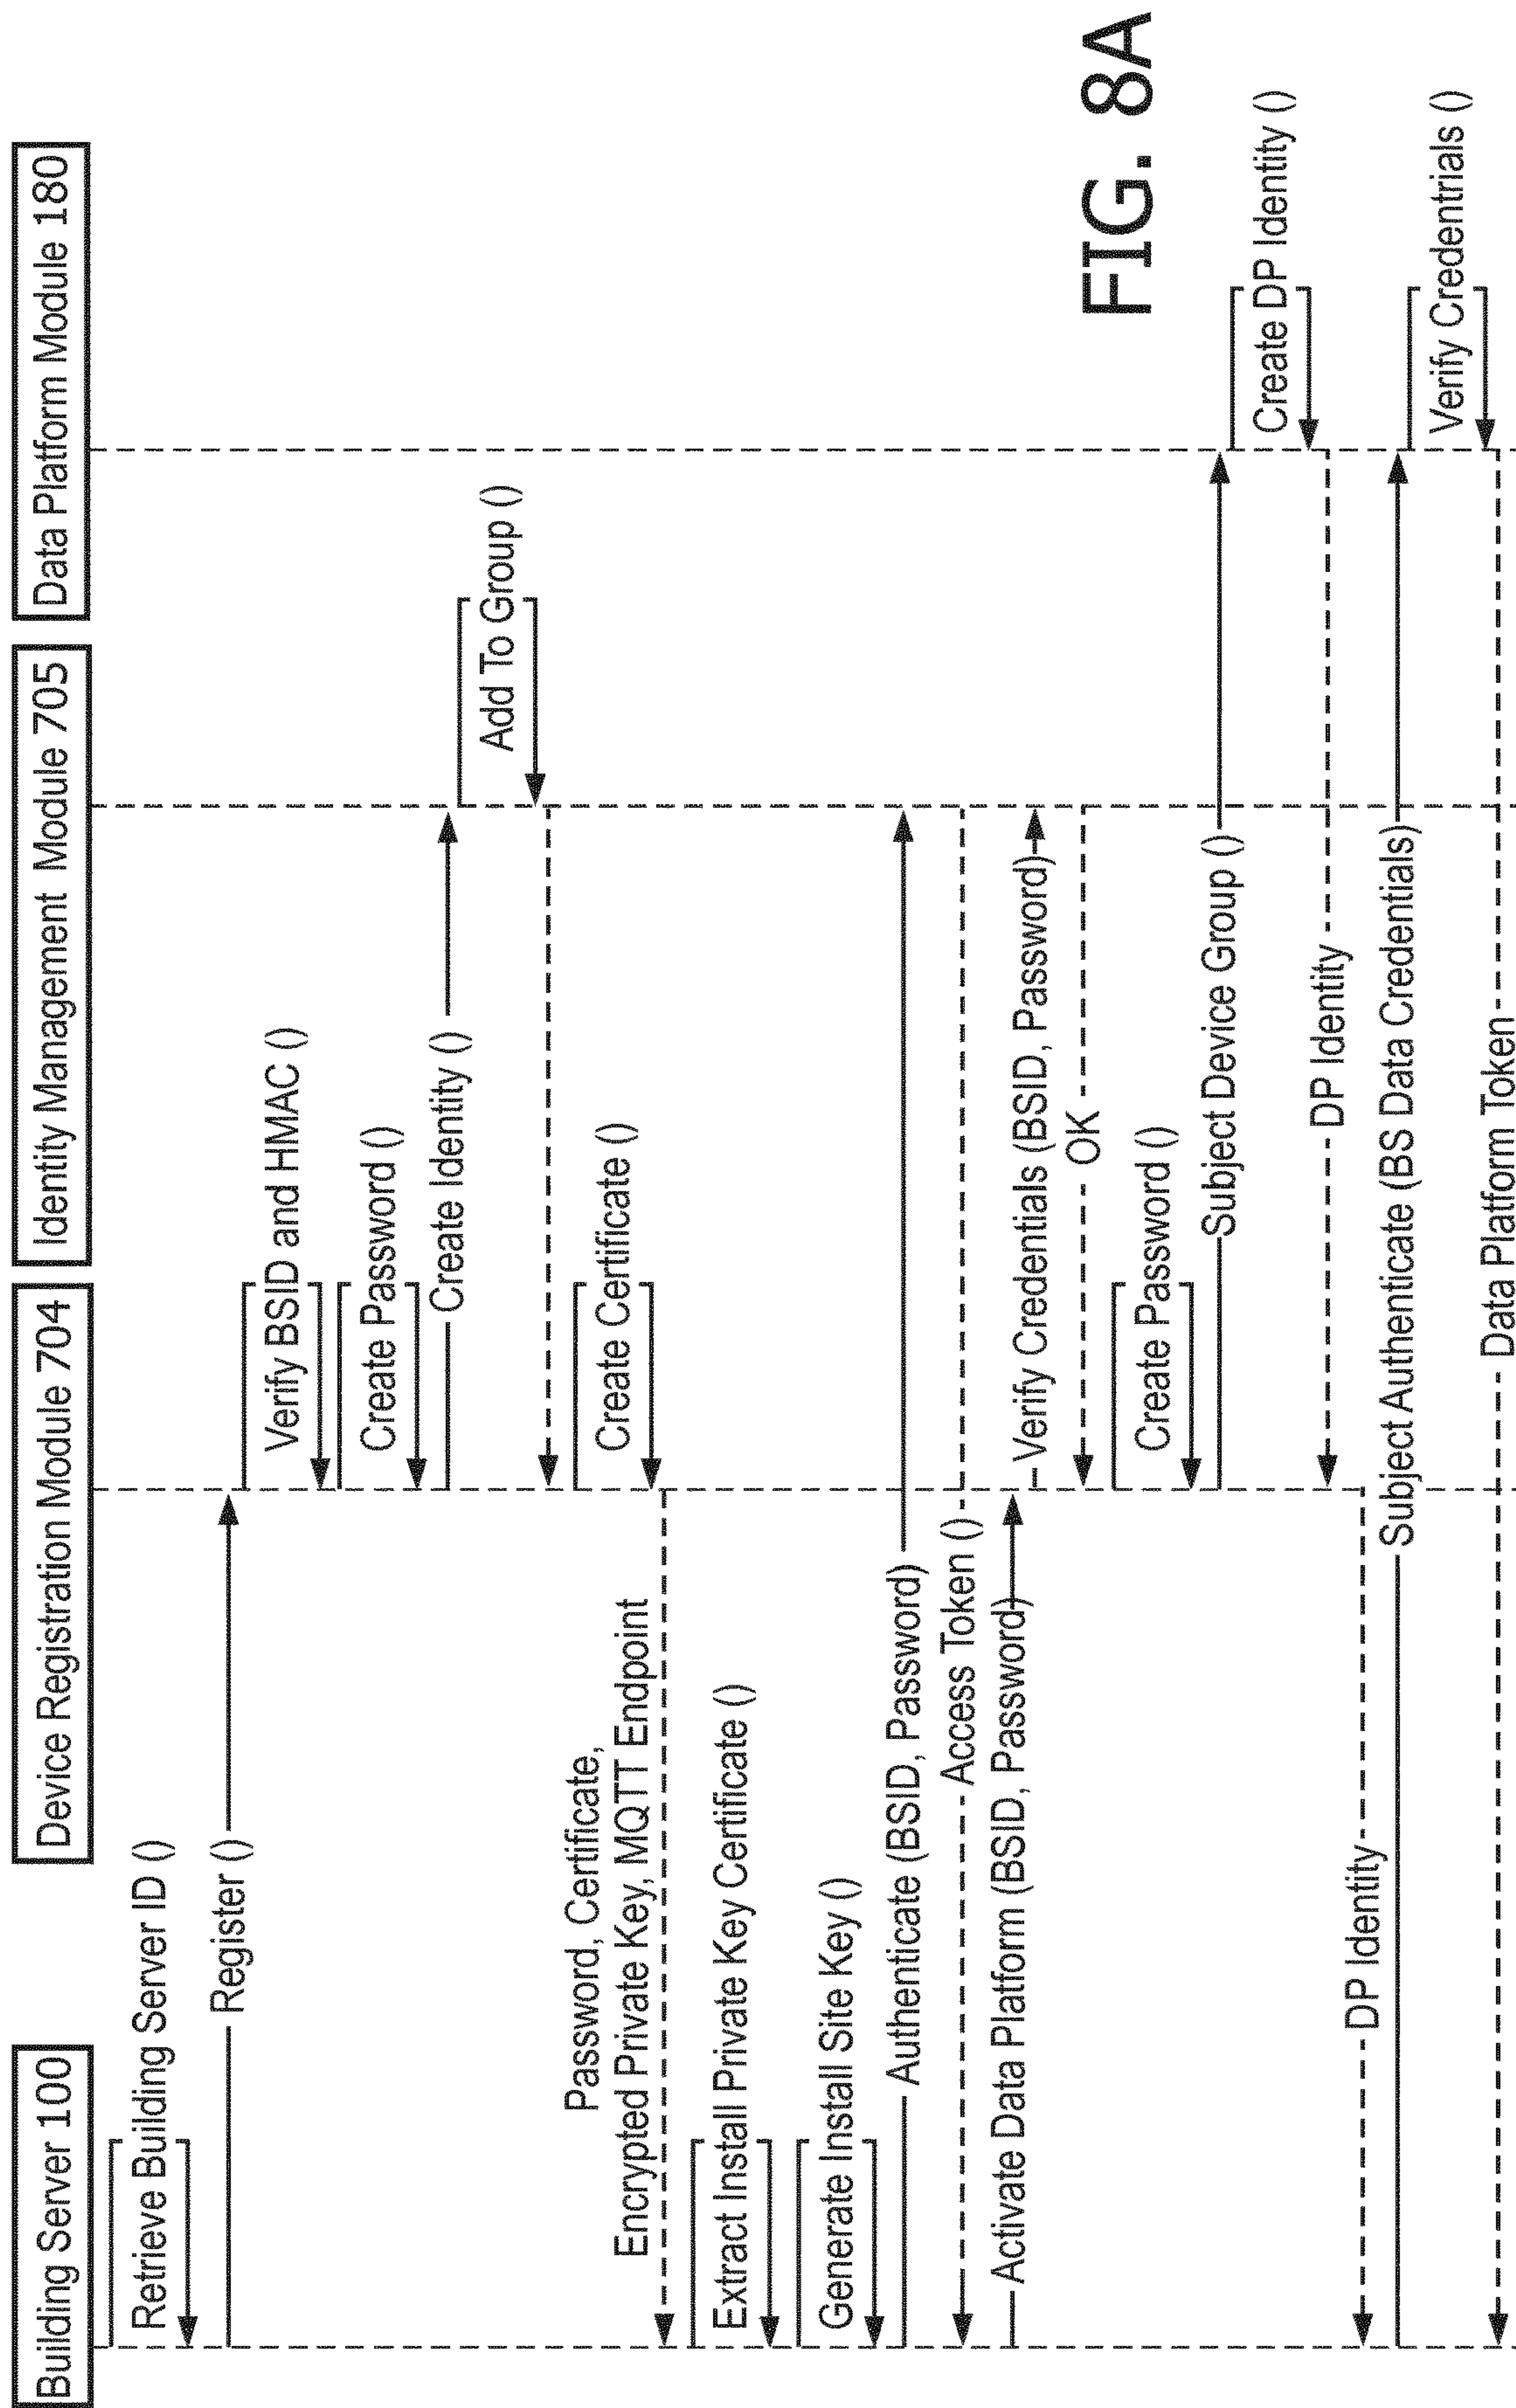 Building Server 100
Device Registration Module 704
Identity Management Module 705
Data Platform Module 180
Retrieve Building Server ID ()
Register ()
Verify BSID and HMAC ()
Create Password ()
Create Identity ()
Add To Group ()
Create Certificate ()
Password, Certificate,
Encrypted Private Key, MQTT Endpoint
Extract Install Private Key Certificate ()
Generate Install Site Key ()
Authenticate (BSID, Password)
Access Token ()
Activate Data Platform (BSID, Password)
Verify Credentials (BSID, Password)
OK
Create Password ()
Subject Device Group ()
Create DP Identity ()
DP Identity
DP Identity
Subject Authenticate (BS Data Credentials)
Verify Credentrials ()
Data Platform Token
FIG. 8A